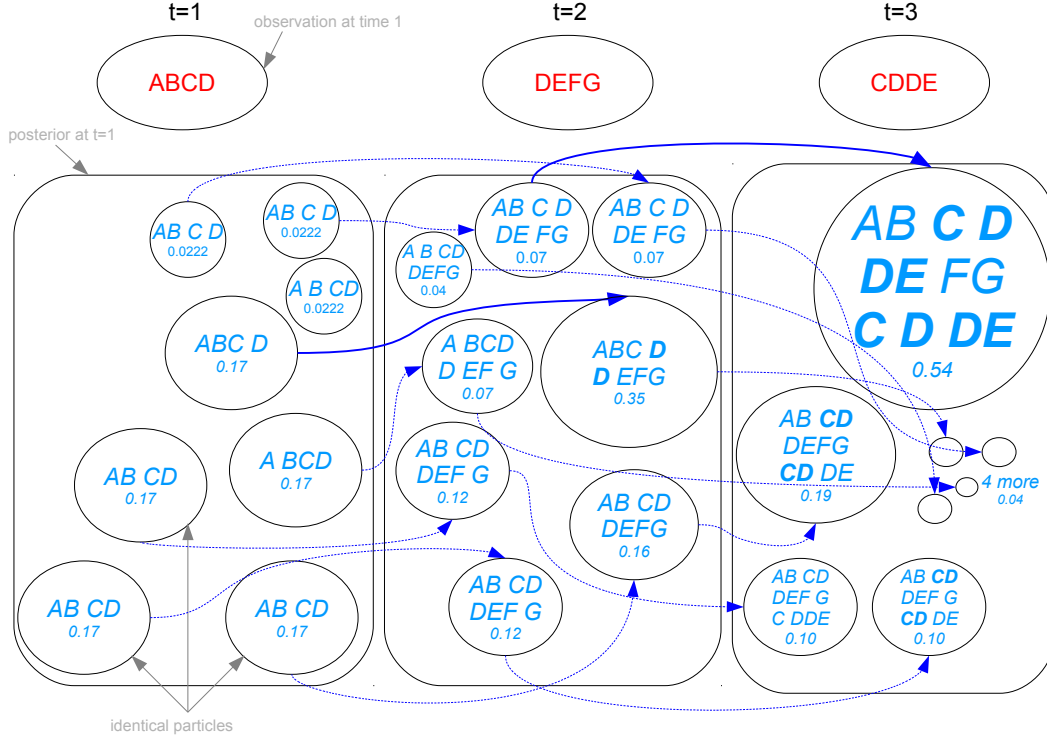 t=1
t=2
t=3
observation at time 1
ABCD
DEFG
CDDE
posterior at t=1
AB C D
0.0222
AB C D
0.0222
A B CD
0.0222
ABC D
0.17
AB CD
0.17
A BCD
0.17
AB CD
0.17
AB CD
0.17
identical particles
AB C D
DE FG
0.07
AB C D
DE FG
0.07
A B CD
DEFG
0.04
A BCD
D EF G
0.07
ABC D
D EFG
0.35
AB CD
DEF G
0.12
AB CD
DEFG
0.16
AB CD
DEF G
0.12
AB C D
DE FG
C D DE
0.54
AB CD
DEFG
CD DE
0.19
4 more
0.04
AB CD
DEF G
C DDE
0.10
AB CD
DEF G
CD DE
0.10